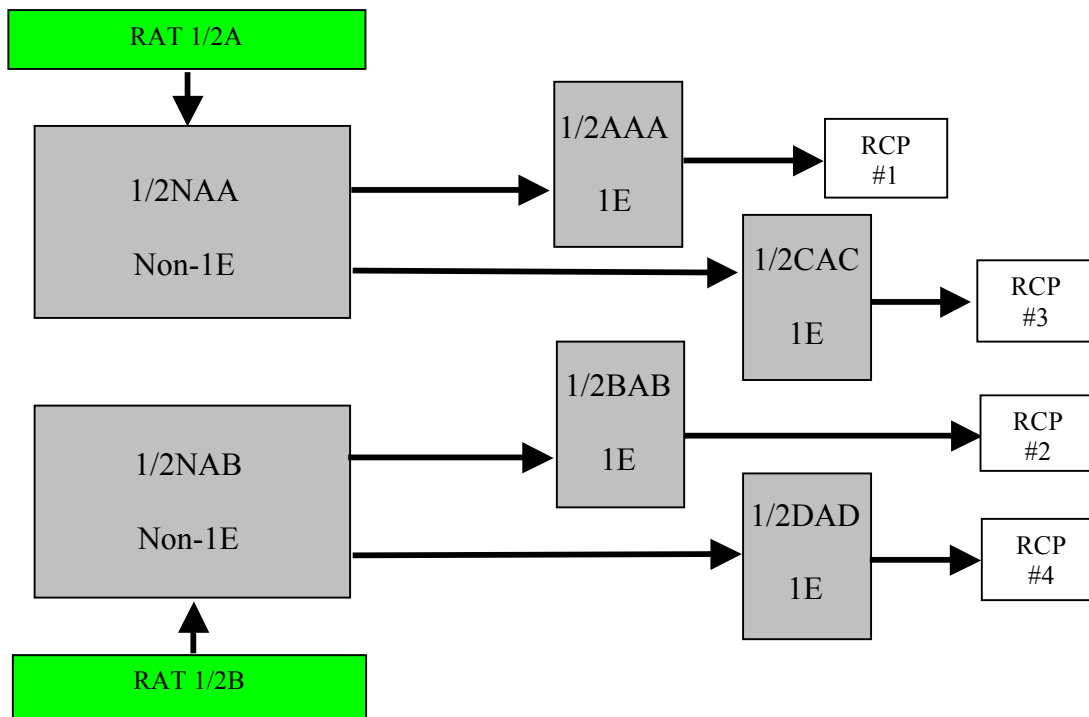 RAT 1/2A
1/2NAA
Non-1E
1/2AAA
1E
RCP
#1
1/2CAC
1E
RCP
#3
1/2NAB
Non-1E
1/2BAB
1E
RCP
#2
1/2DAD
1E
RCP
#4
RAT 1/2B